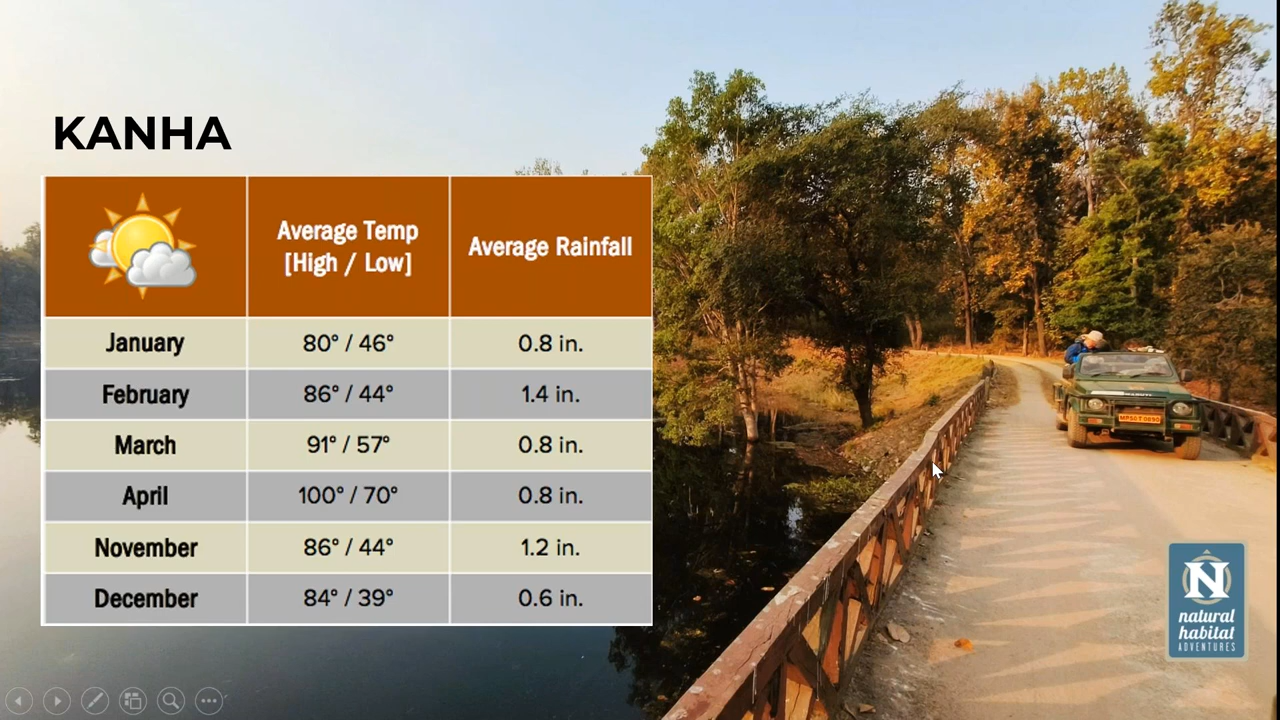 KANHA
Average Temp
[High / Low]
Average Rainfall
January 80° / 46° 0.8 in.
February 86° / 44° 1.4 in.
March 91° / 57° 0.8 in.
April 100° / 70° 0.8 in.
November 86° / 44° 1.2 in.
December 84° / 39° 0.6 in.
N
natural
habitat
ADVENTURES